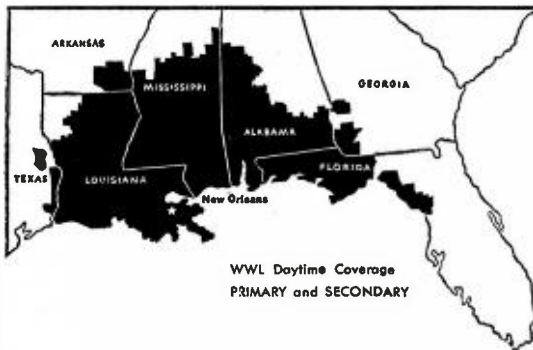 ARKANSAS
MISSISSIPPI
GEORGIA
ALABAMA
TEXAS
LOUISIANA
FLORIDA
New Orleans
WWL Daytime Coverage
PRIMARY and SECONDARY